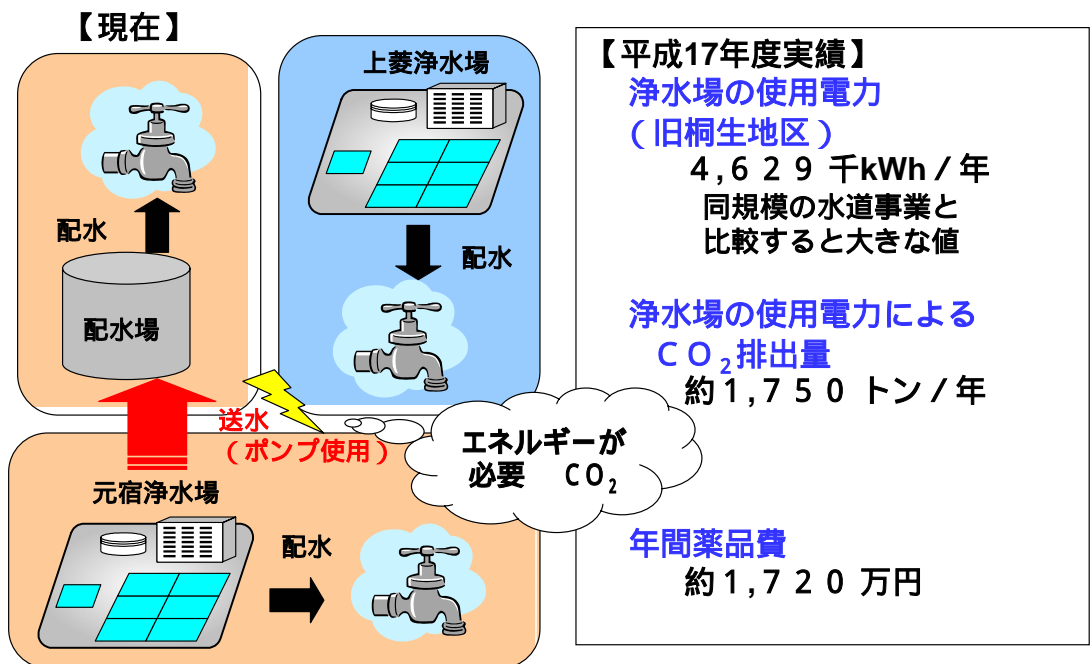 【現在】
配水
配水場
送水
（ポンプ使用）
上菱浄水場
配水
エネルギーが
必要　CO₂
元宿浄水場
配水
【平成17年度実績】
浄水場の使用電力
（旧桐生地区）
４,６２９ 千kWh／年
同規模の水道事業と
比較すると大きな値
浄水場の使用電力による
ＣＯ₂排出量
約１,７５０ トン／年
年間薬品費
約１,７２０ 万円